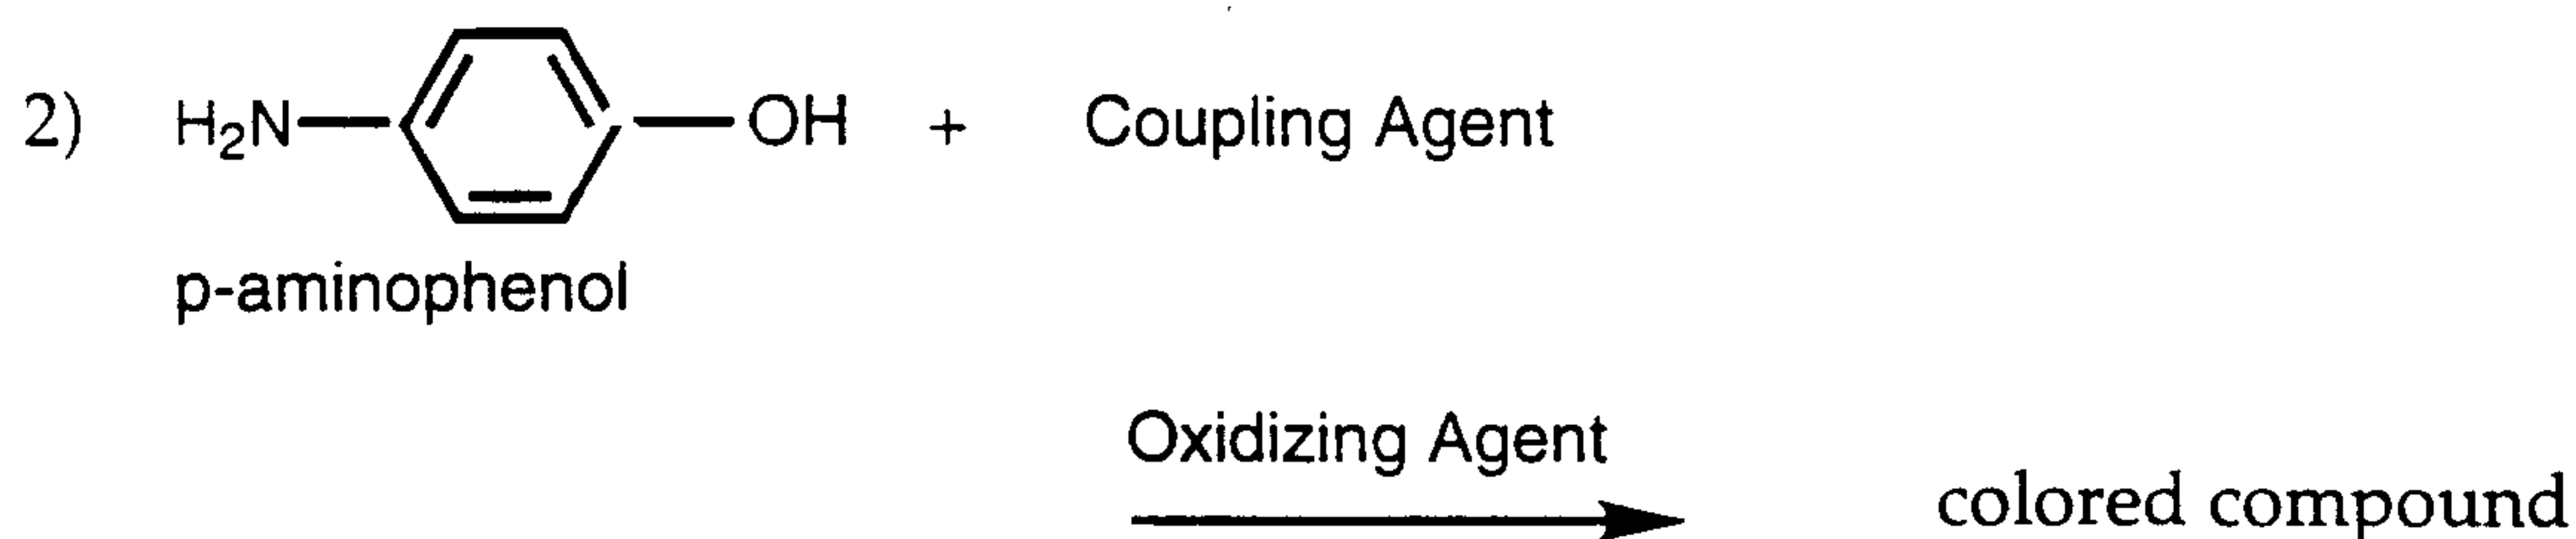 2) H₂N OH + Coupling Agent
p-aminophenol
Oxidizing Agent
colored compound